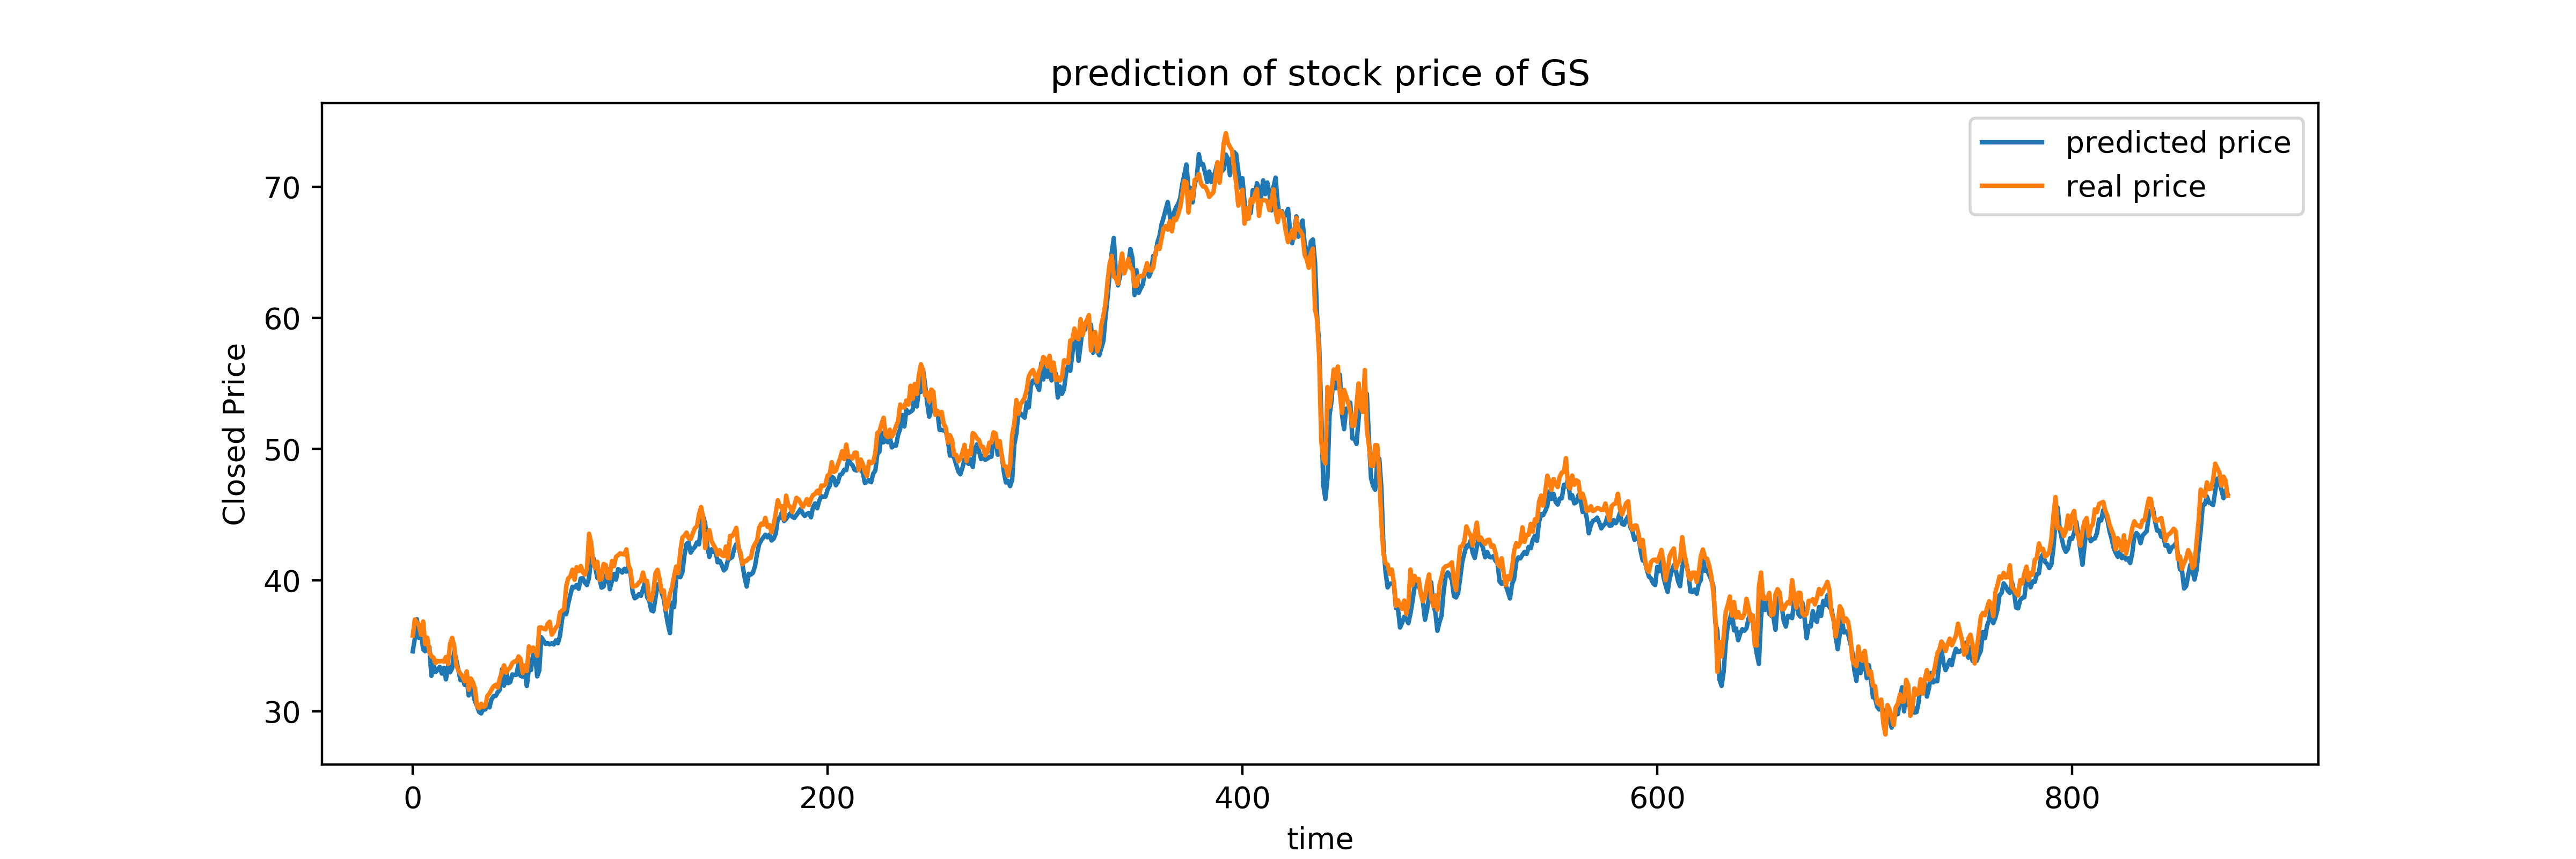 prediction of stock price of GS
predicted price
real price
Closed Price
70
60
50
40
30
0 200 400 600 800
time